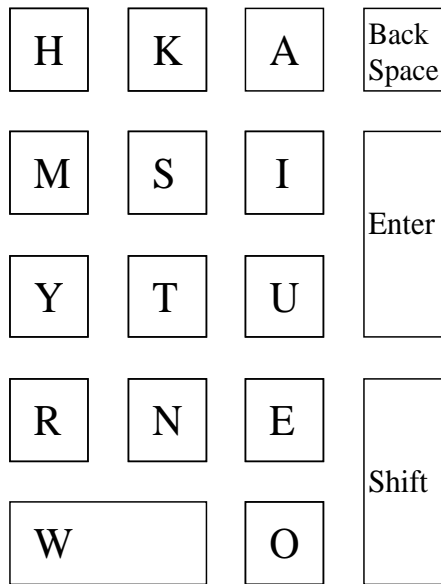 H K A Back
Space
M S I
Enter
Y T U
R N E
Shift
W O